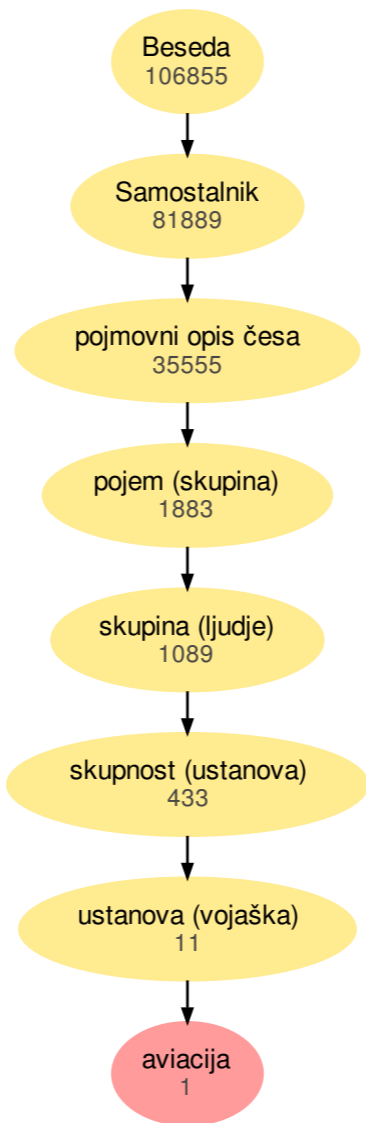 Beseda
106855
Samostalnik
81889
pojmovni opis česa
35555
pojem (skupina)
1883
skupina (ljudje)
1089
skupnost (ustanova)
433
ustanova (vojaška)
11
aviacija
1